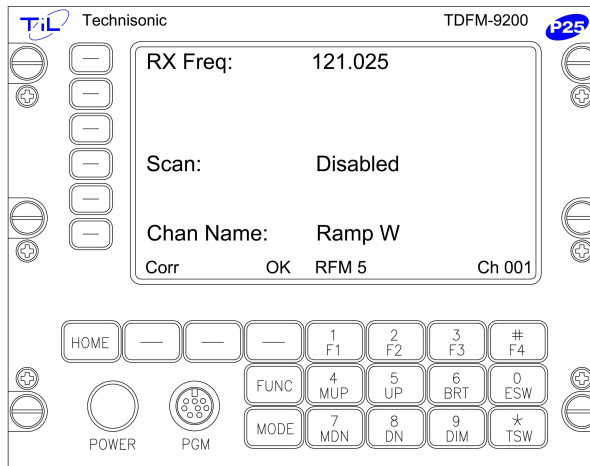 TiL Technisonic TDFM-9200 P25
RX Freq: 121.025
Scan: Disabled
Chan Name: Ramp W
Corr OK RFM 5 Ch 001
HOME 1 F1 2 F2 3 F3 # F4
FUNC 4 MUP 5 UP 6 BRT 0 ESW
MODE 7 MDN 8 DN 9 DIM * TSW
POWER PGM